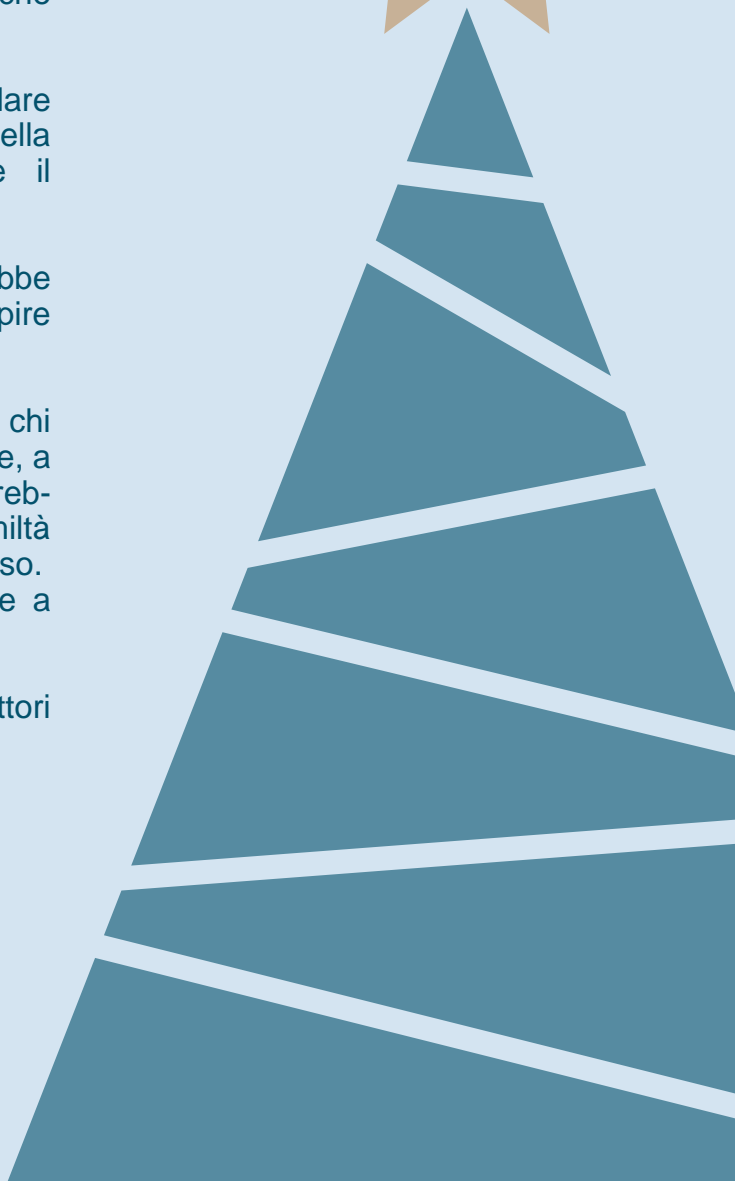 lare
ella
e il
bbe
pire
chi
e, a
reb-
niltà
so.
e a
ttori